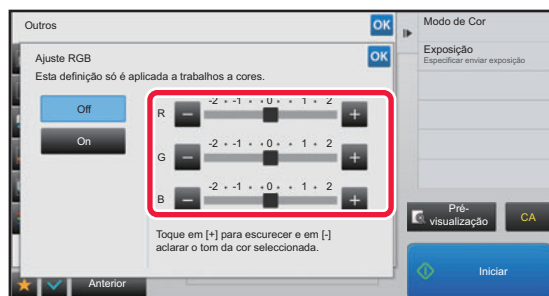 Outros
OK
Modo de Cor
Exposição
Especificar enviar exposição
Ajuste RGB
OK
Esta definição só é aplicada a trabalhos a cores.
Off
On
R
-2 -1 0 1 2
G
-2 -1 0 1 2
B
-2 -1 0 1 2
Toque em [+] para escurecer e em [-]
aclarar o tom da cor seleccionada.
Pré-
visualização
CA
Anterior
Iniciar